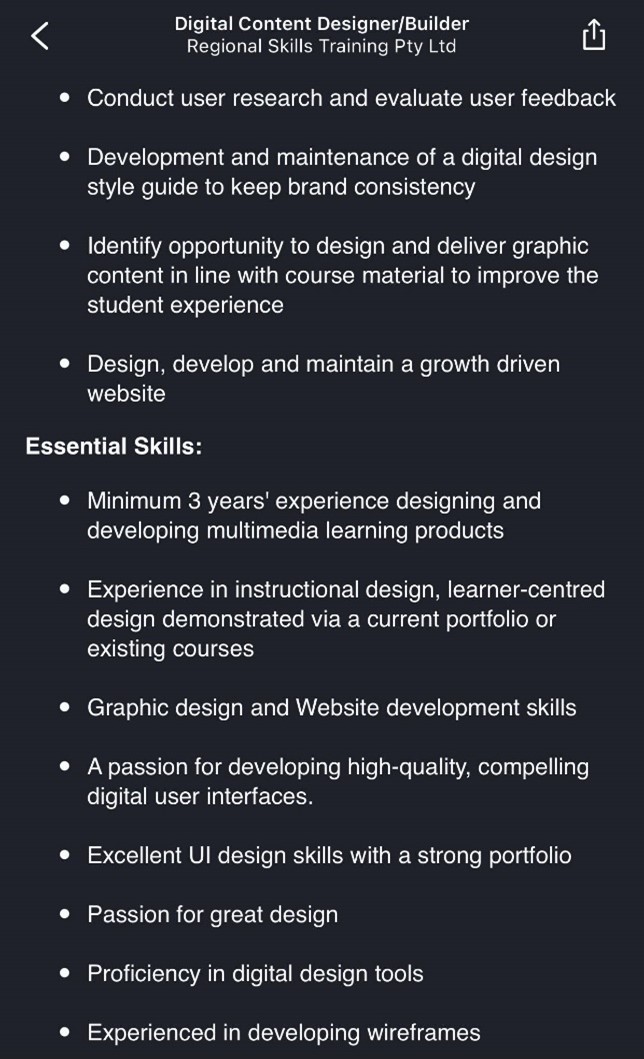 Digital Content Designer/Builder
Regional Skills Training Pty Ltd
• Conduct user research and evaluate user feedback
• Development and maintenance of a digital design
style guide to keep brand consistency
• Identify opportunity to design and deliver graphic
content in line with course material to improve the
student experience
• Design, develop and maintain a growth driven
website
Essential Skills:
• Minimum 3 years' experience designing and
developing multimedia learning products
• Experience in instructional design, learner-centred
design demonstrated via a current portfolio or
existing courses
• Graphic design and Website development skills
• A passion for developing high-quality, compelling
digital user interfaces.
• Excellent UI design skills with a strong portfolio
• Passion for great design
• Proficiency in digital design tools
• Experienced in developing wireframes